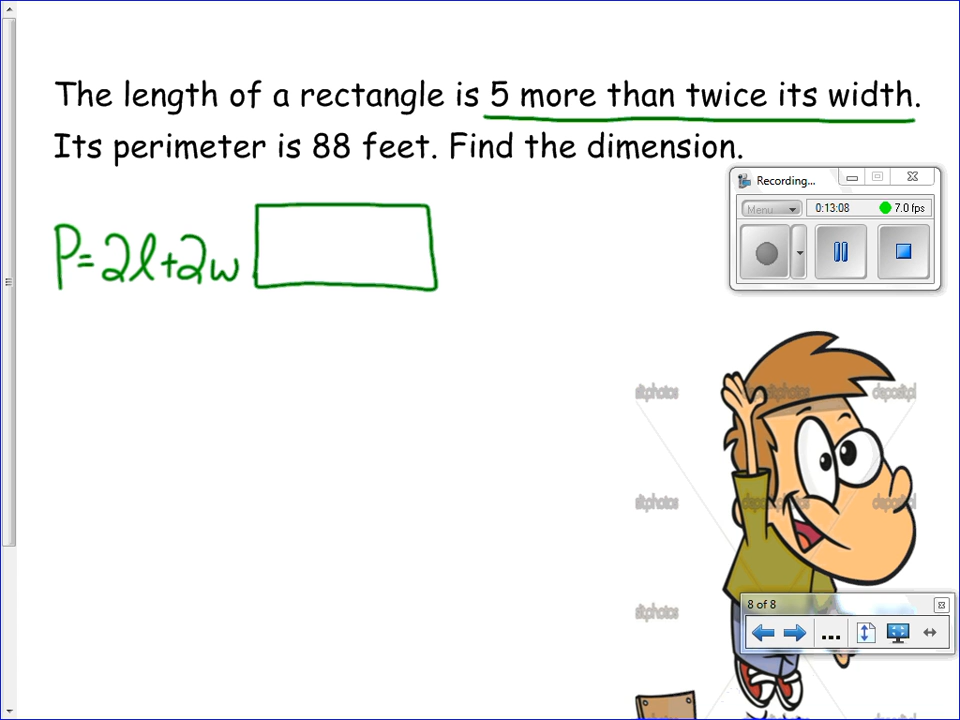 The length of a rectangle is 5 more than twice its width.
Its perimeter is 88 feet. Find the dimension.
P=2l+2w
Recording...
Menu
0:13:08
7.0 fps
depositphotos
8 of 8
...